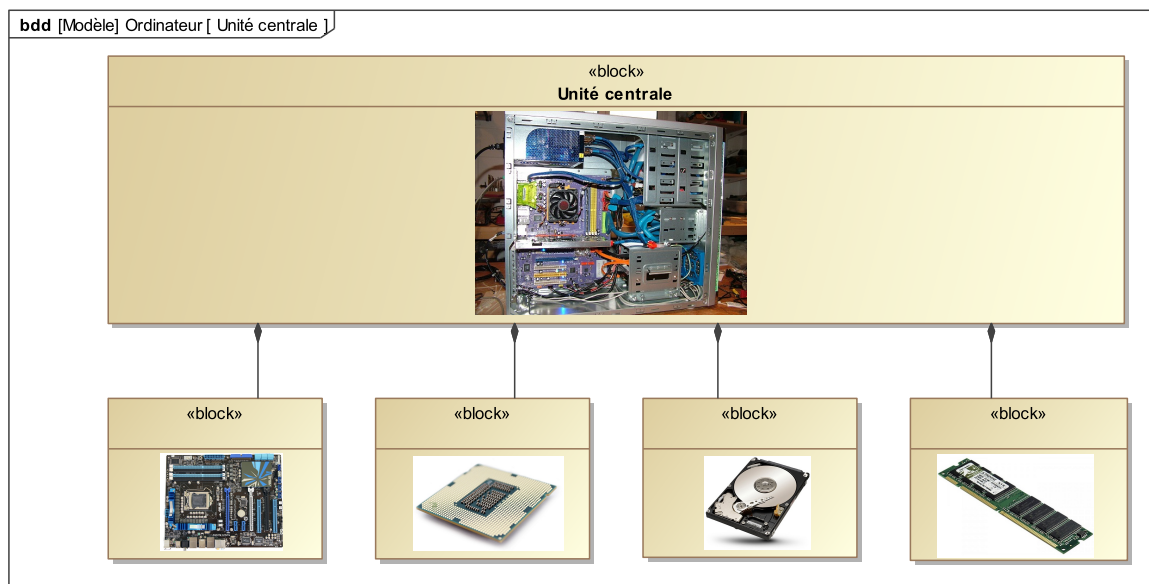 bdd [Modèle] Ordinateur [ Unité centrale ]
«block»
Unité centrale
«block»
«block»
«block»
«block»